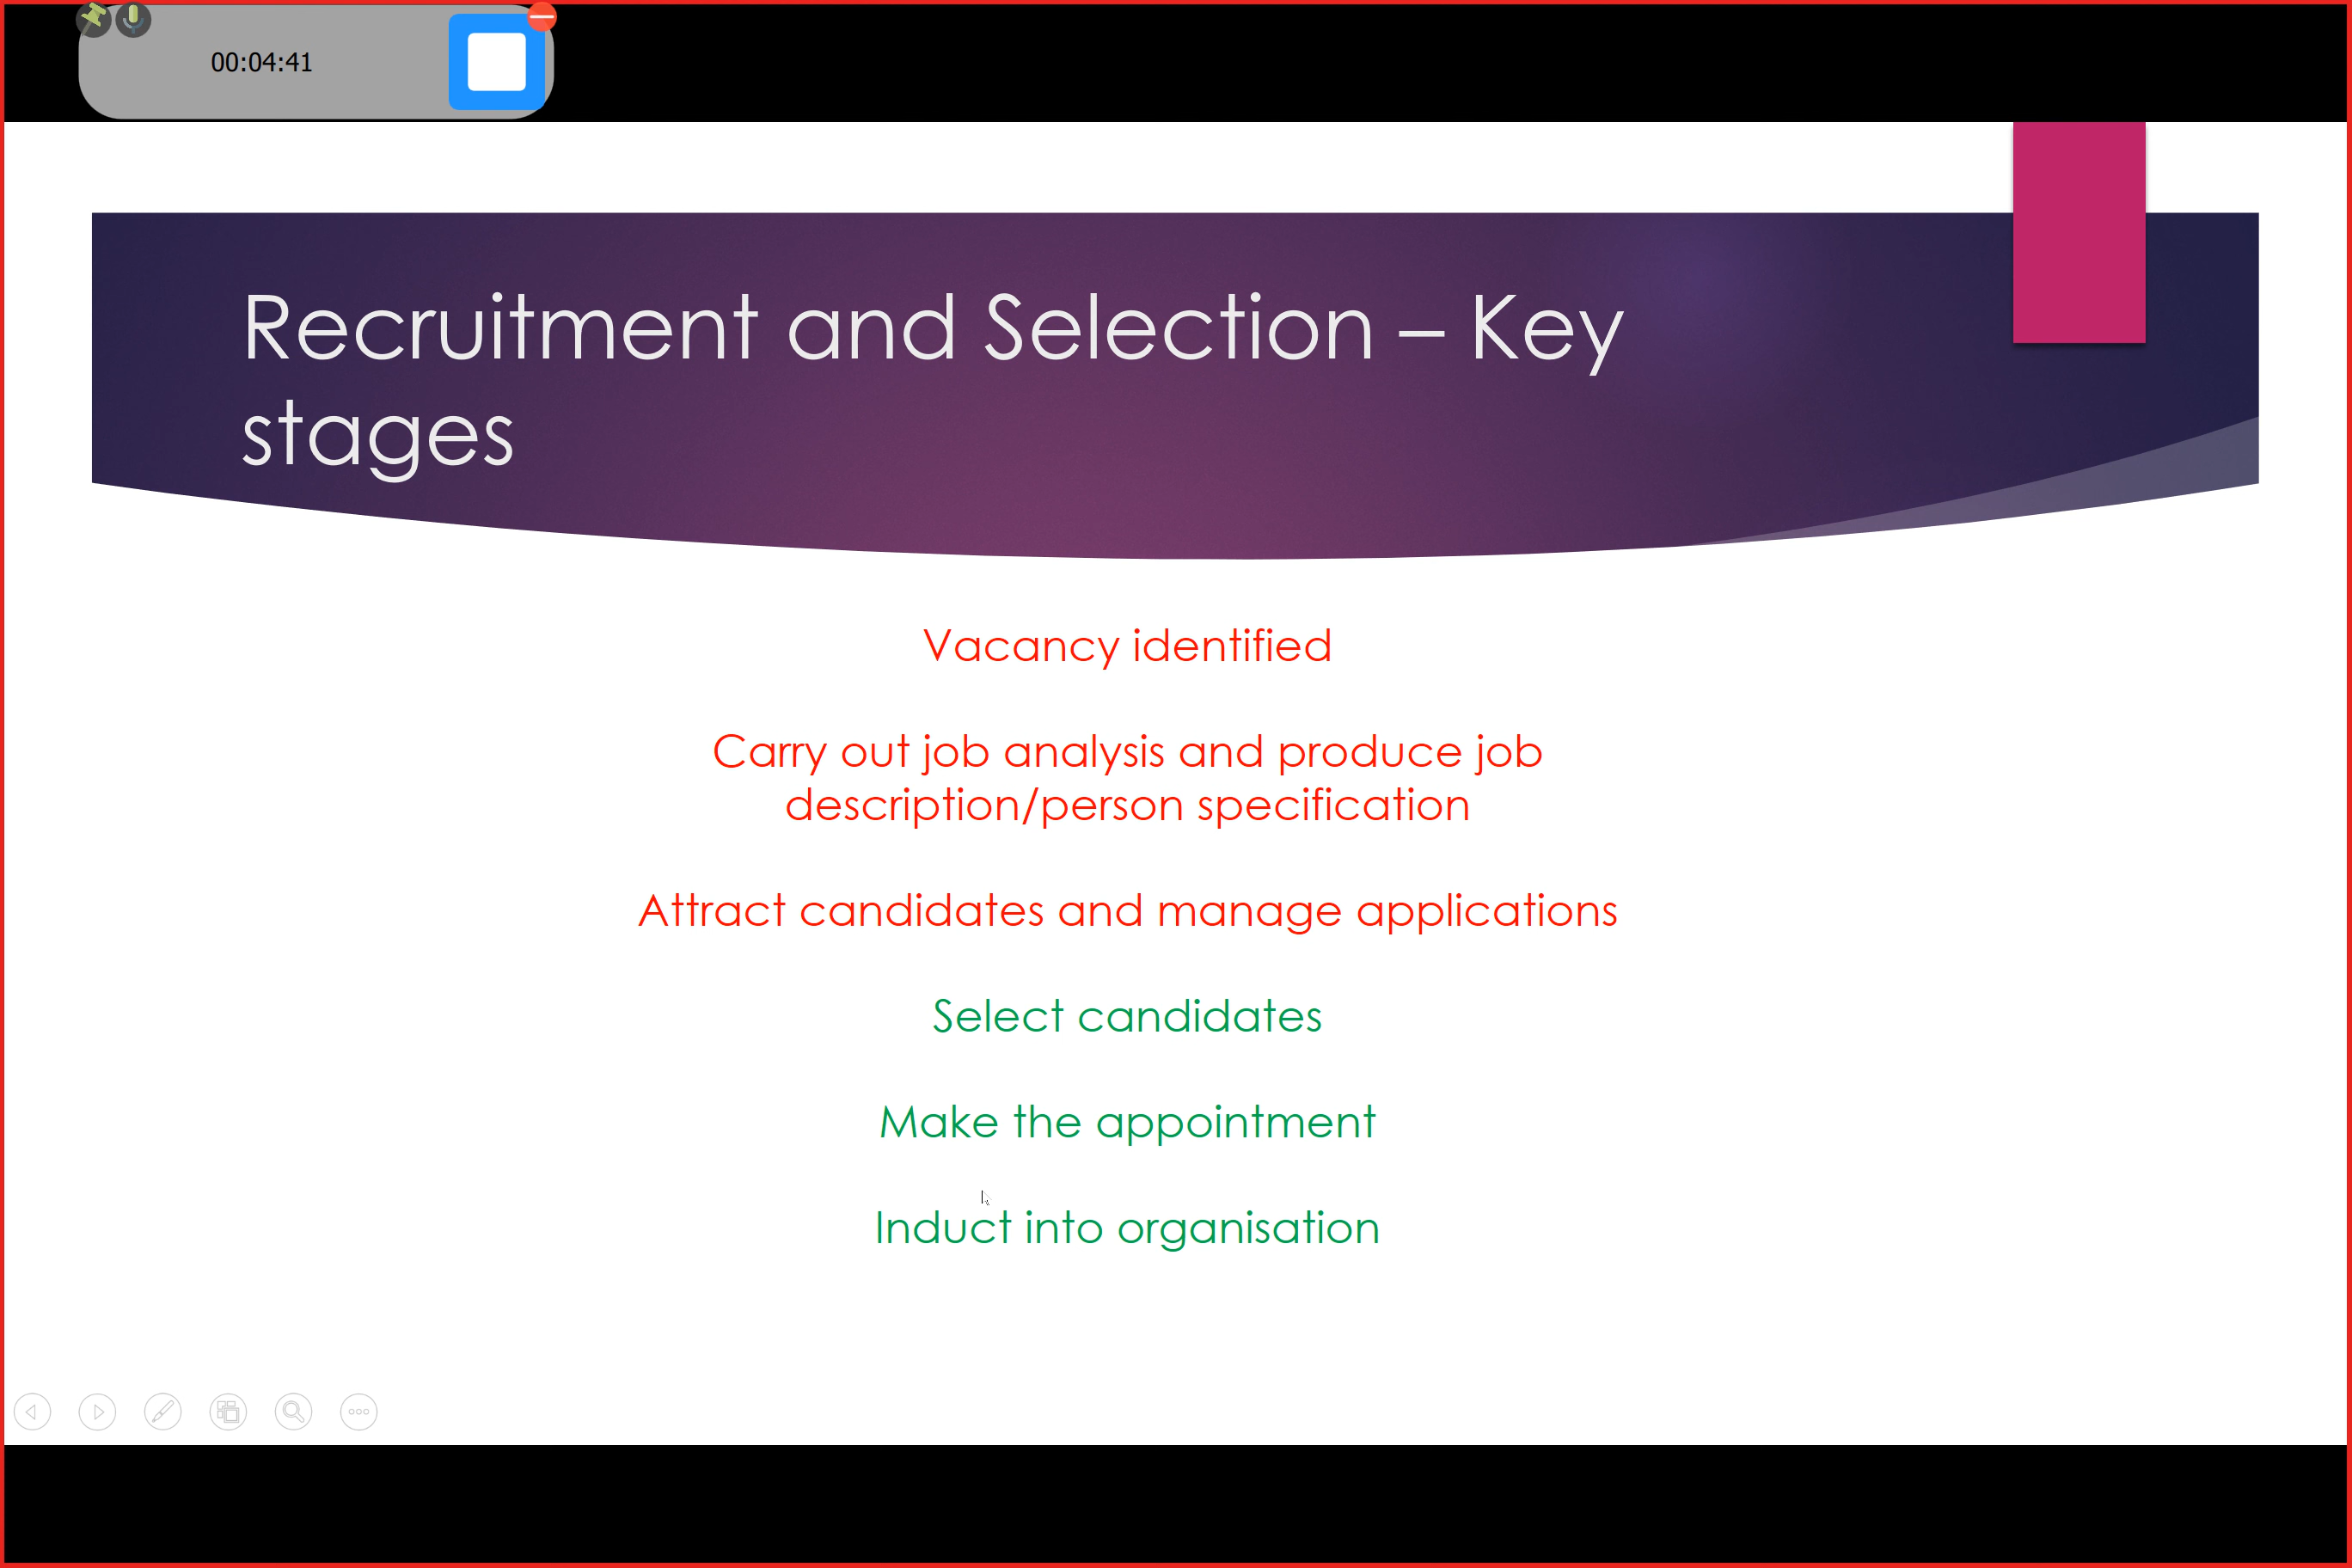 00:04:41
Recruitment and Selection – Key
stages
Vacancy identified
Carry out job analysis and produce job
description/person specification
Attract candidates and manage applications
Select candidates
Make the appointment
Induct into organisation